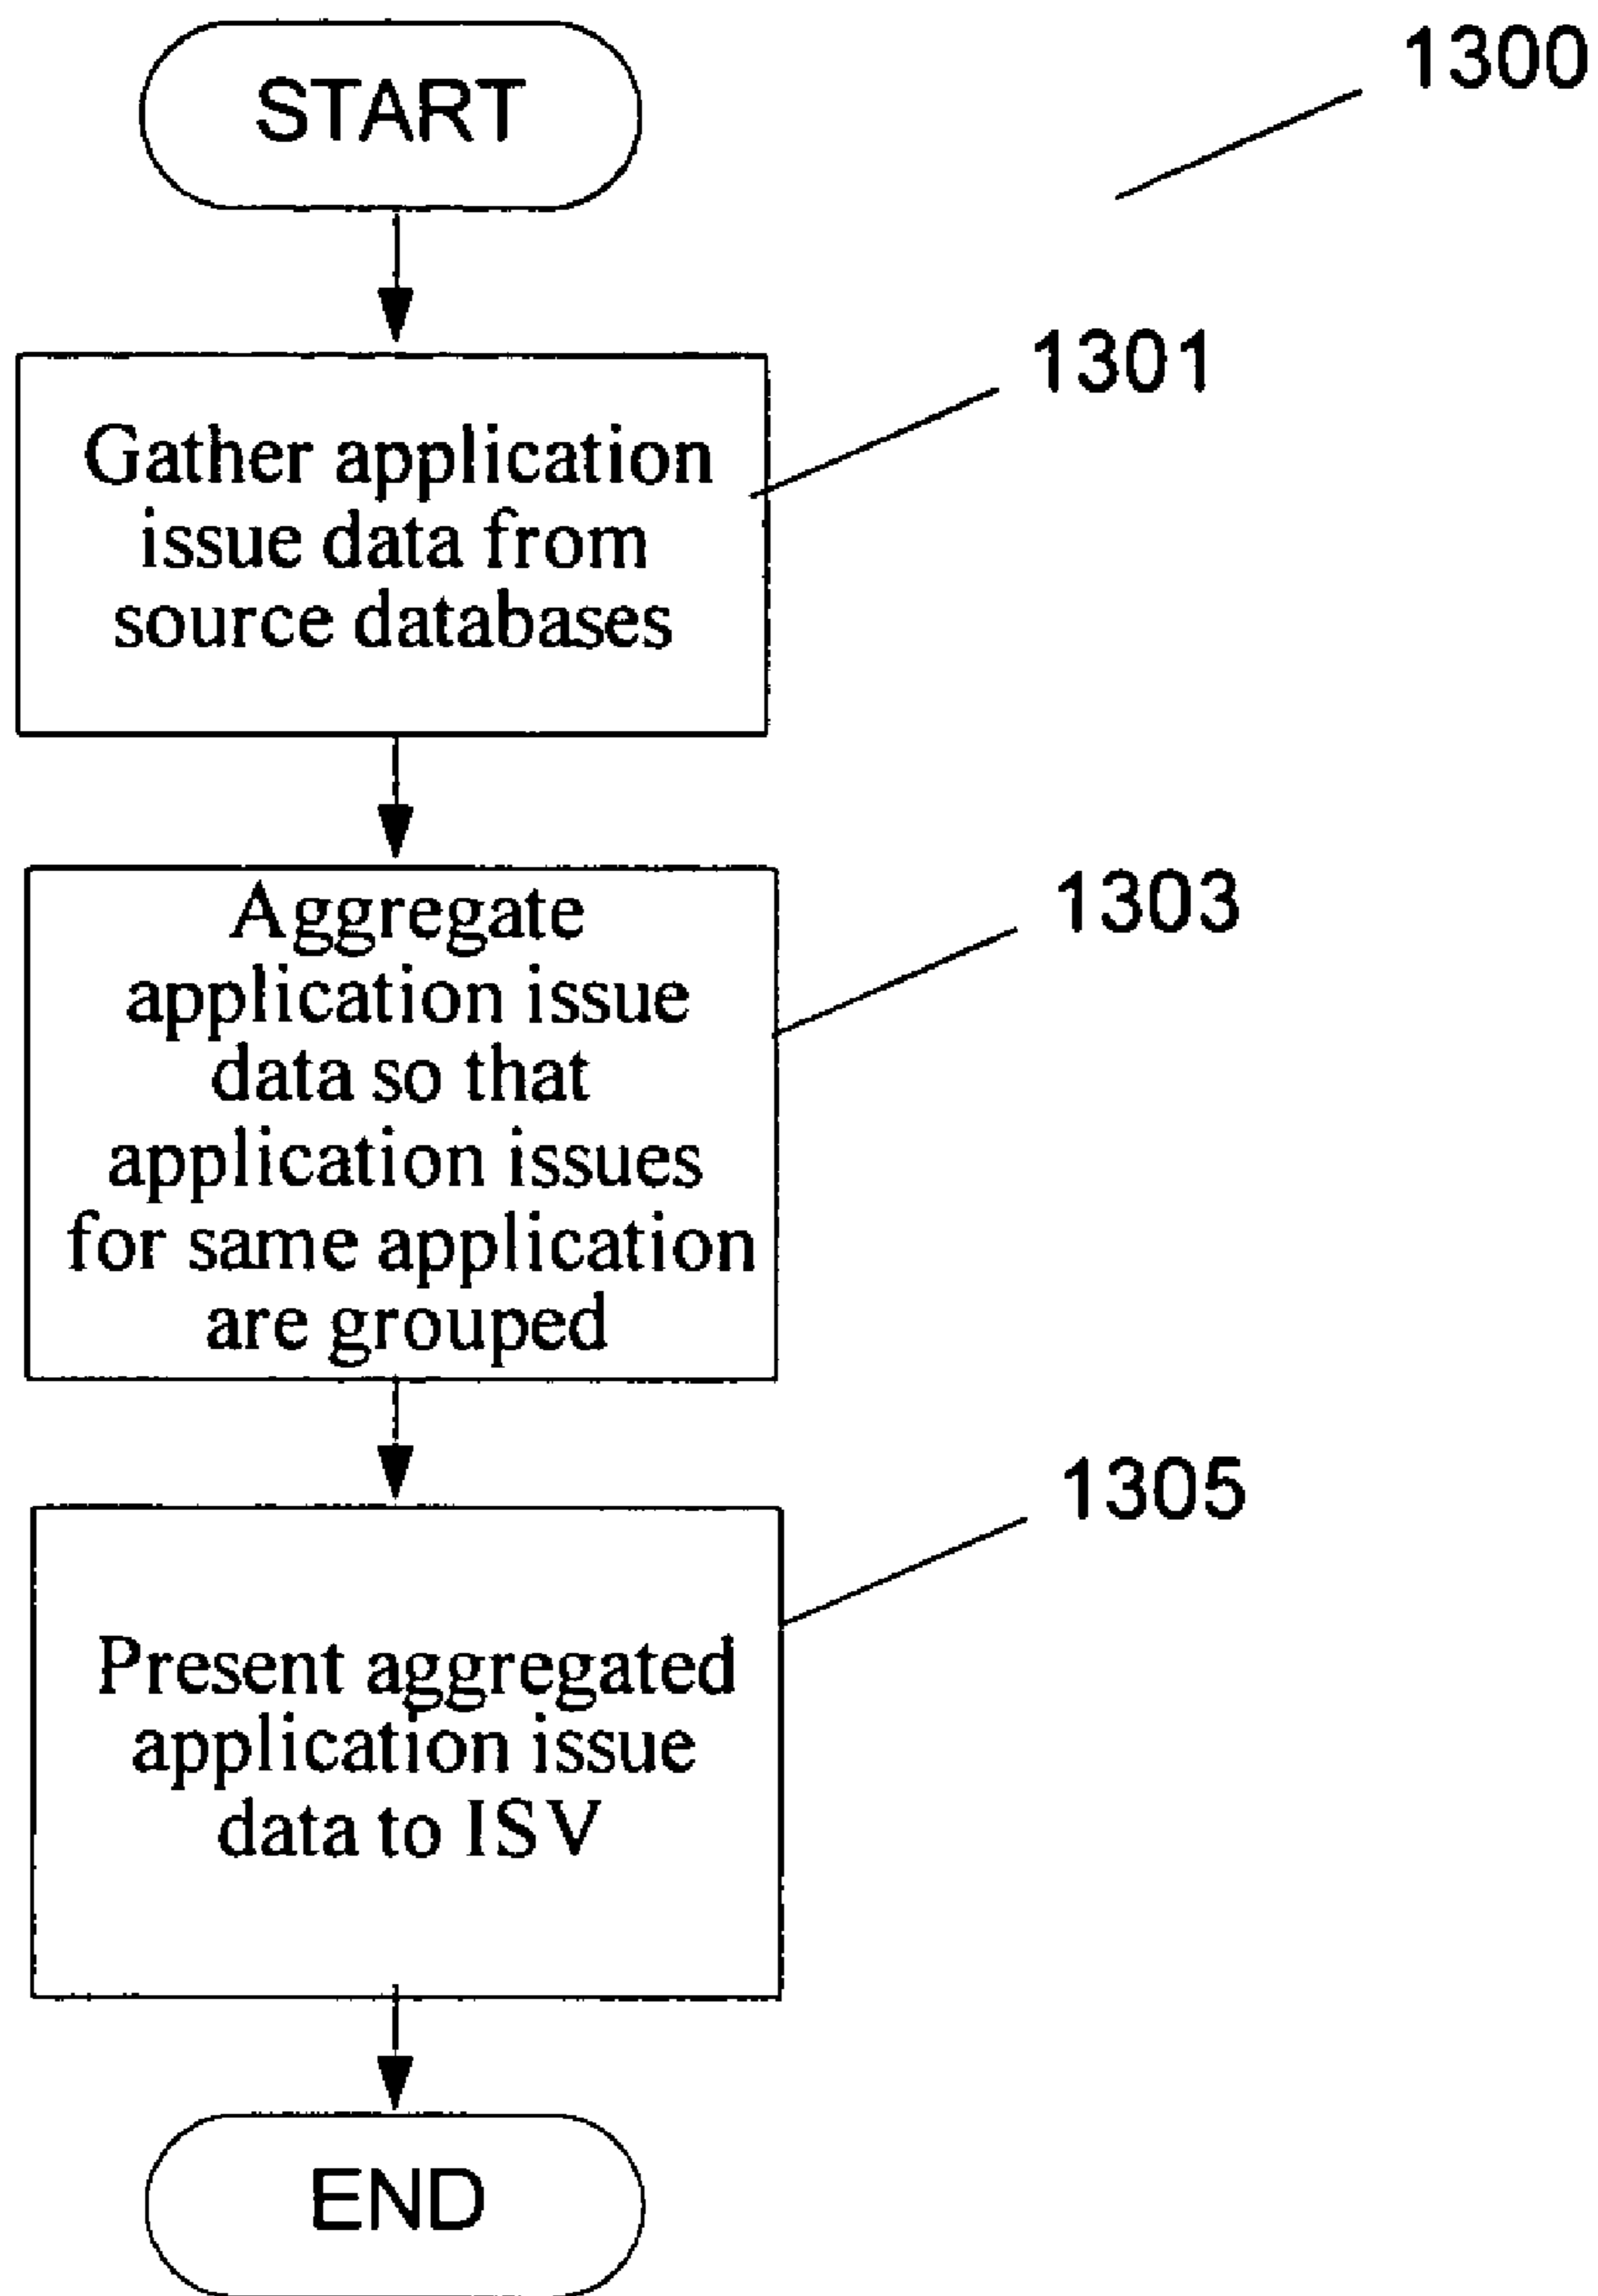 START
1300
1301
Gather application
issue data from
source databases
1303
Aggregate
application issue
data so that
application issues
for same application
are grouped
1305
Present aggregated
application issue
data to ISV
END